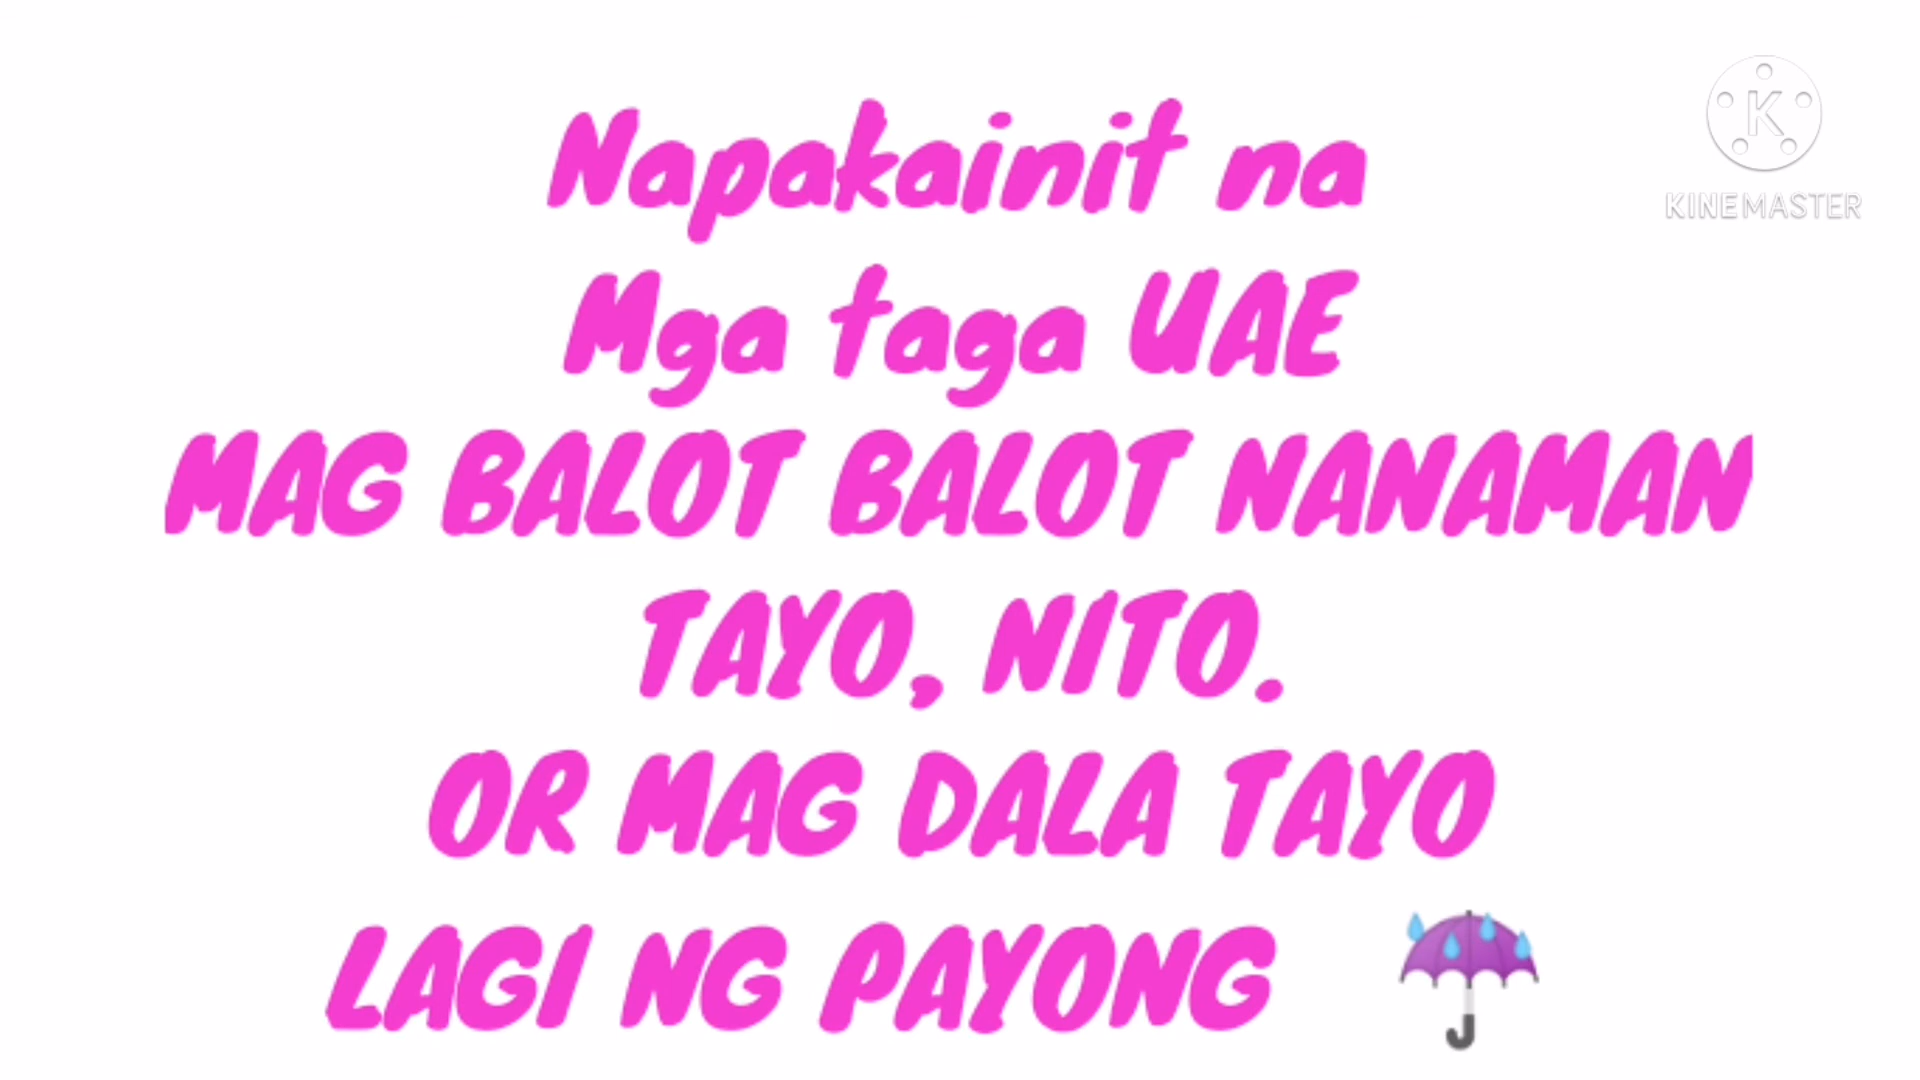 Napakainit na
Mga taga UAE
MAG BALOT BALOT NANAMAN
TAYO, NITO.
OR MAG DALA TAYO
LAGI NG PAYONG ☔
K
KINEMASTER